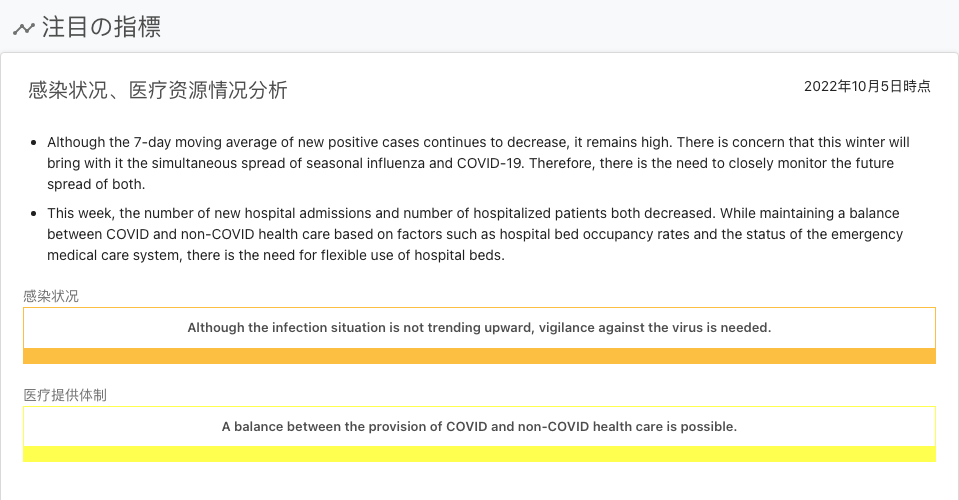 注目の指標
感染状况、医疗资源情况分析
2022年10月5日時点
Although the 7-day moving average of new positive cases continues to decrease, it remains high. There is concern that this winter will
bring with it the simultaneous spread of seasonal influenza and COVID-19. Therefore, there is the need to closely monitor the future
spread of both.
This week, the number of new hospital admissions and number of hospitalized patients both decreased. While maintaining a balance
between COVID and non-COVID health care based on factors such as hospital bed occupancy rates and the status of the emergency
medical care system, there is the need for flexible use of hospital beds.
感染状况
Although the infection situation is not trending upward, vigilance against the virus is needed.
医疗提供体制
A balance between the provision of COVID and non-COVID health care is possible.